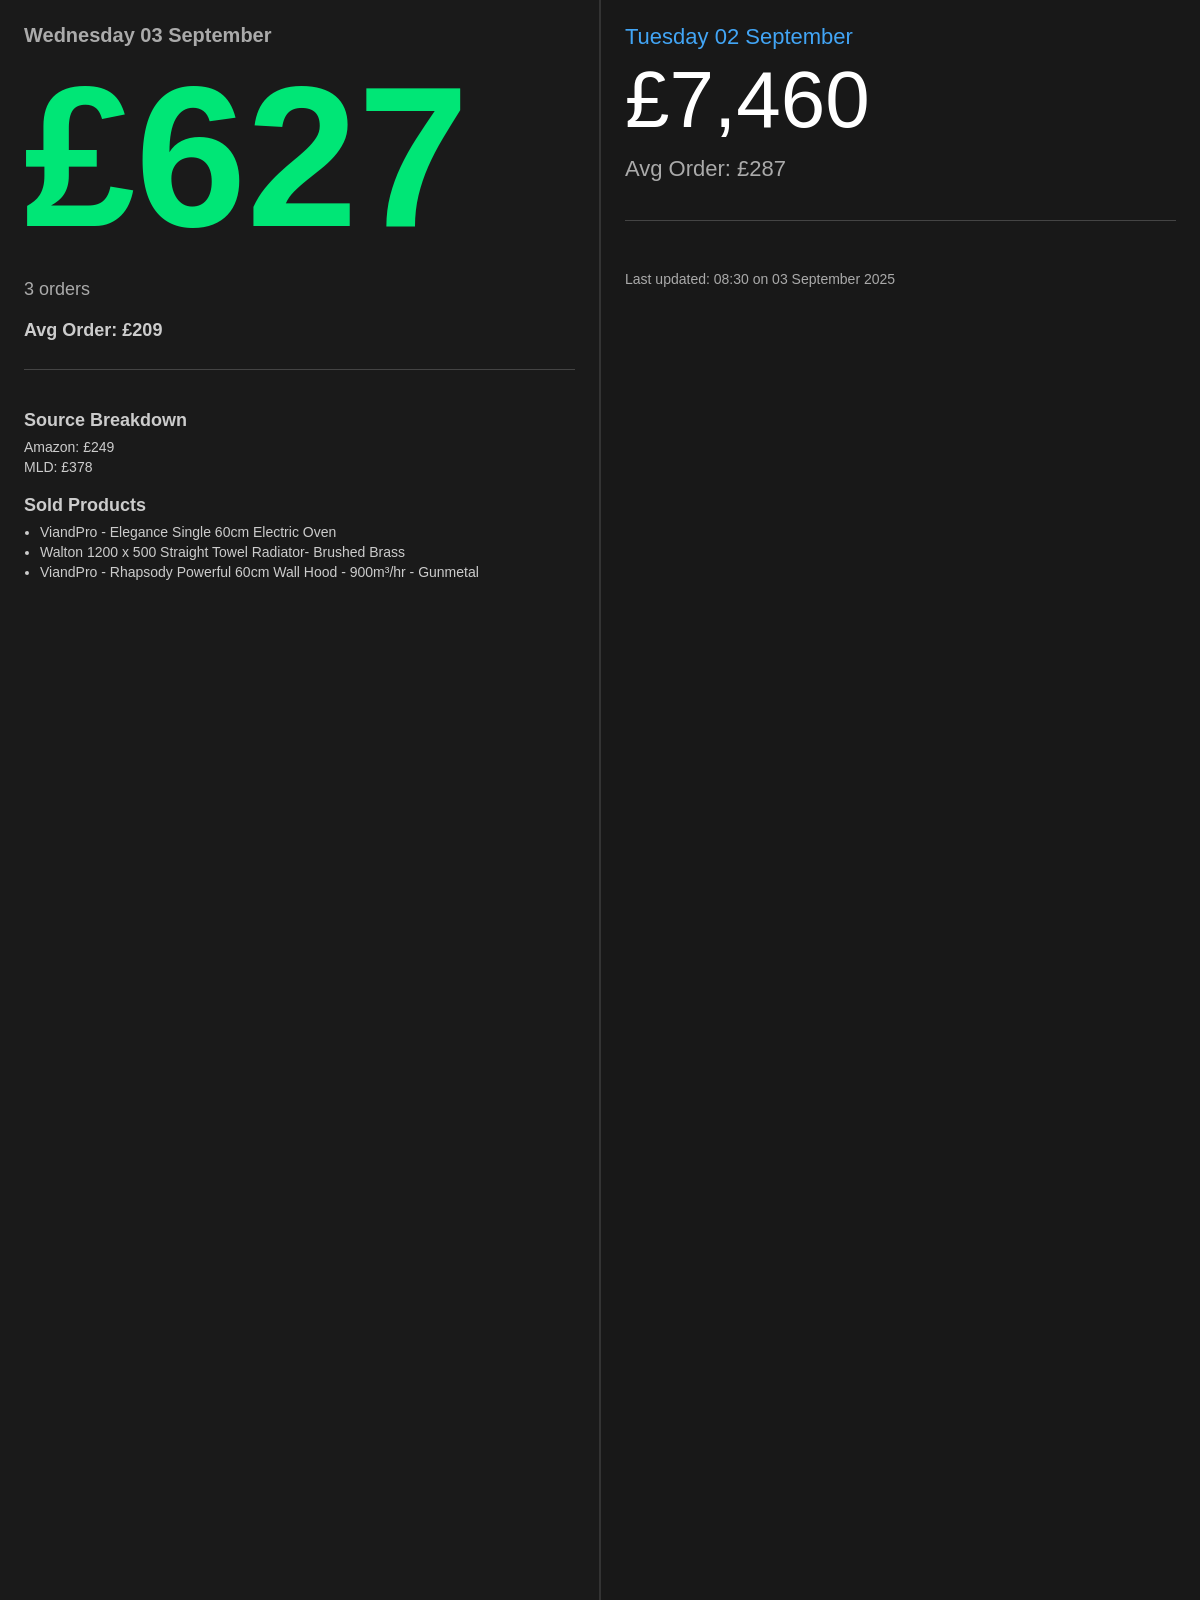 Wednesday 03 September
£627
3 orders
Avg Order: £209
Source Breakdown
Amazon: £249
MLD: £378
Sold Products
• ViandPro - Elegance Single 60cm Electric Oven
• Walton 1200 x 500 Straight Towel Radiator- Brushed Brass
• ViandPro - Rhapsody Powerful 60cm Wall Hood - 900m³/hr - Gunmetal
Tuesday 02 September
£7,460
Avg Order: £287
Last updated: 08:30 on 03 September 2025